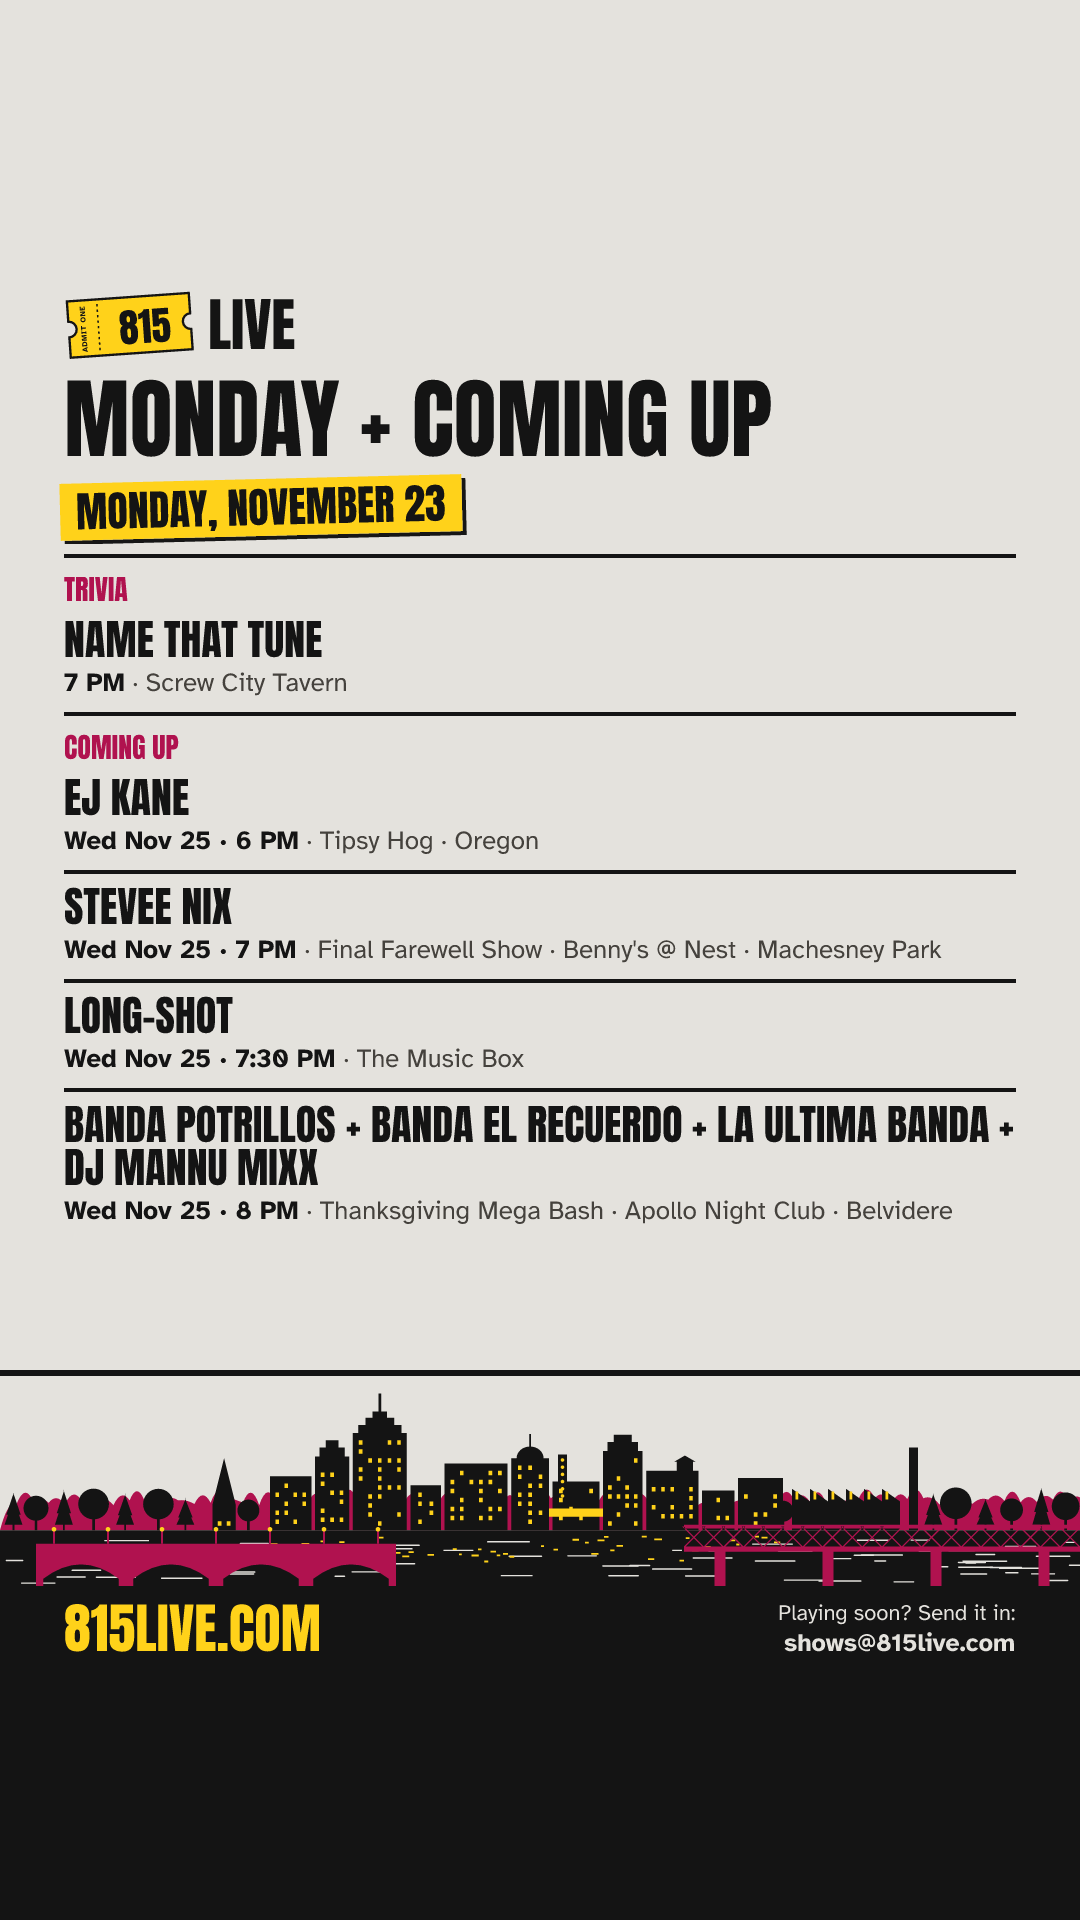 ADMIT ONE 815 LIVE
MONDAY + COMING UP
MONDAY, NOVEMBER 23
TRIVIA
NAME THAT TUNE
7 PM · Screw City Tavern
COMING UP
EJ KANE
Wed Nov 25 · 6 PM · Tipsy Hog · Oregon
STEVEE NIX
Wed Nov 25 · 7 PM · Final Farewell Show · Benny's @ Nest · Machesney Park
LONG-SHOT
Wed Nov 25 · 7:30 PM · The Music Box
BANDA POTRILLOS + BANDA EL RECUERDO + LA ULTIMA BANDA +
DJ MANNU MIXX
Wed Nov 25 · 8 PM · Thanksgiving Mega Bash · Apollo Night Club · Belvidere
815LIVE.COM
Playing soon? Send it in:
shows@815live.com